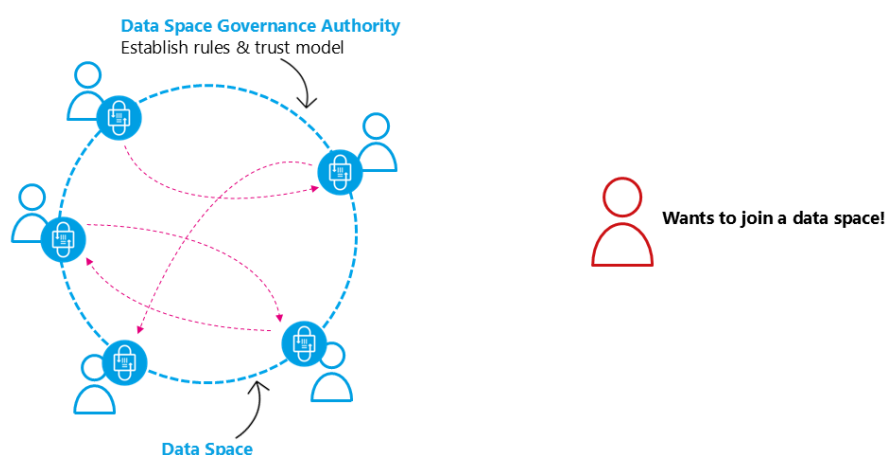 Data Space Governance Authority
Establish rules & trust model
Wants to join a data space!
Data Space